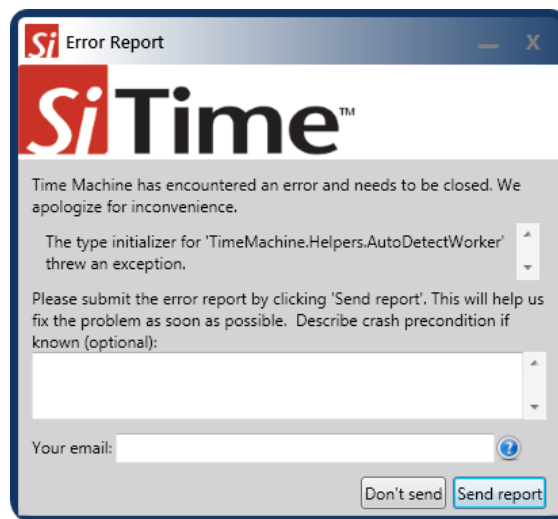 Si Error Report
SiTime™
Time Machine has encountered an error and needs to be closed. We
apologize for inconvenience.
The type initializer for 'TimeMachine.Helpers.AutoDetectWorker'
threw an exception.
Please submit the error report by clicking 'Send report'. This will help us
fix the problem as soon as possible.  Describe crash precondition if
known (optional):
Your email: ?
Don't send Send report